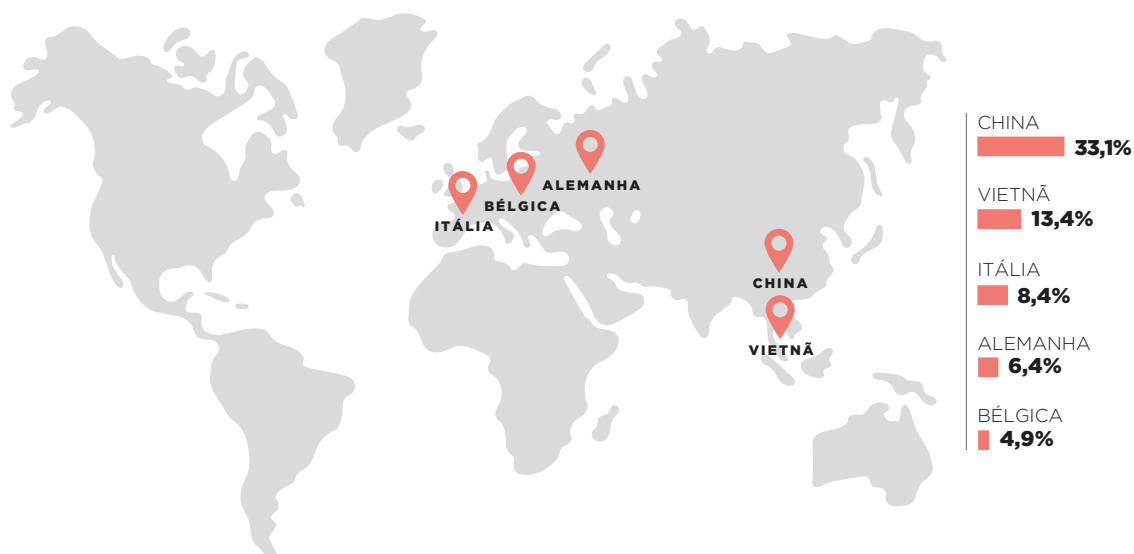 ALEMANHA
BÉLGICA
ITÁLIA
CHINA
VIETNÃ
CHINA
33,1%
VIETNÃ
13,4%
ITÁLIA
8,4%
ALEMANHA
6,4%
BÉLGICA
4,9%